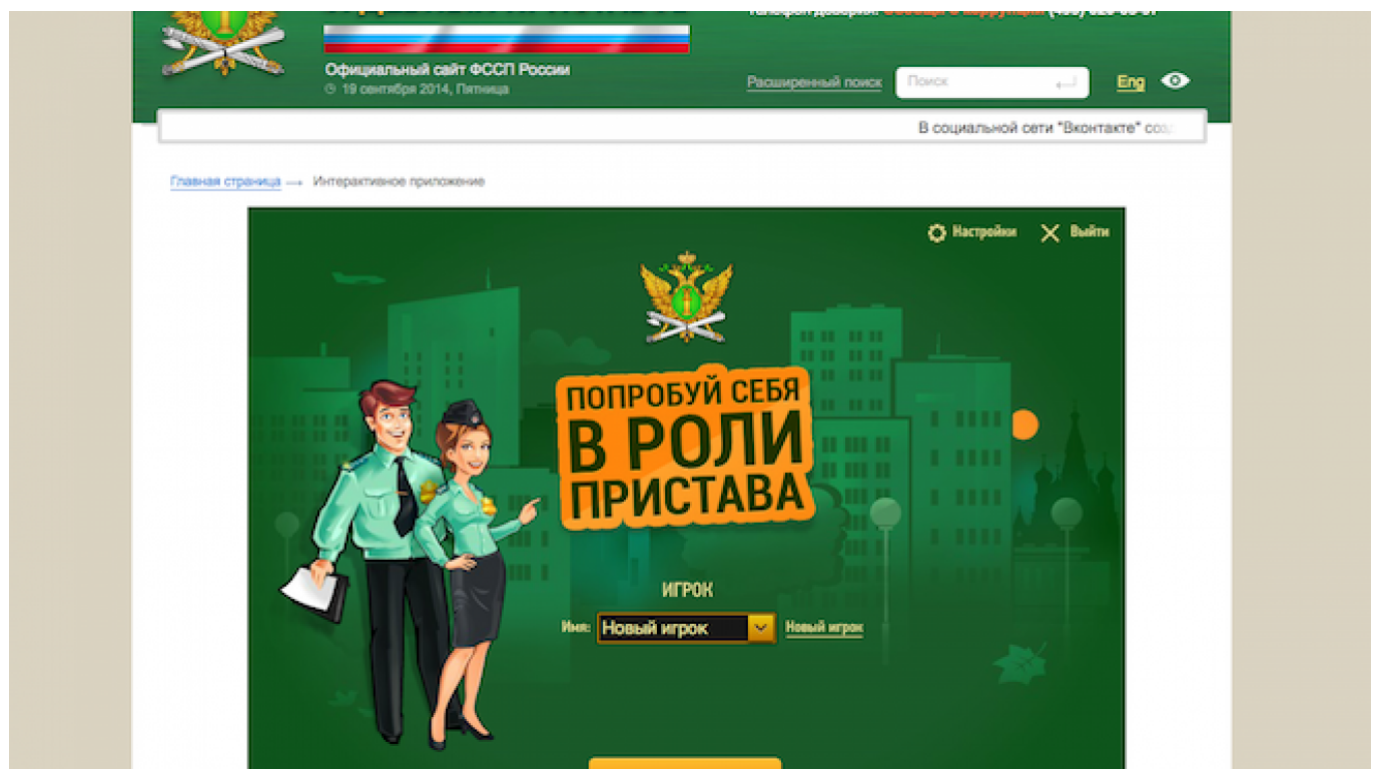 Официальный сайт ФССП России
19 сентября 2014, Пятница
Расширенный поиск
Поиск
Eng
В социальной сети "Вконтакте"
Главная страница → Интерактивное приложение
Настройки
Выйти
ПОПРОБУЙ СЕБЯ
В РОЛИ
ПРИСТАВА
ИГРОК
Имя: Новый игрок Новый игрок